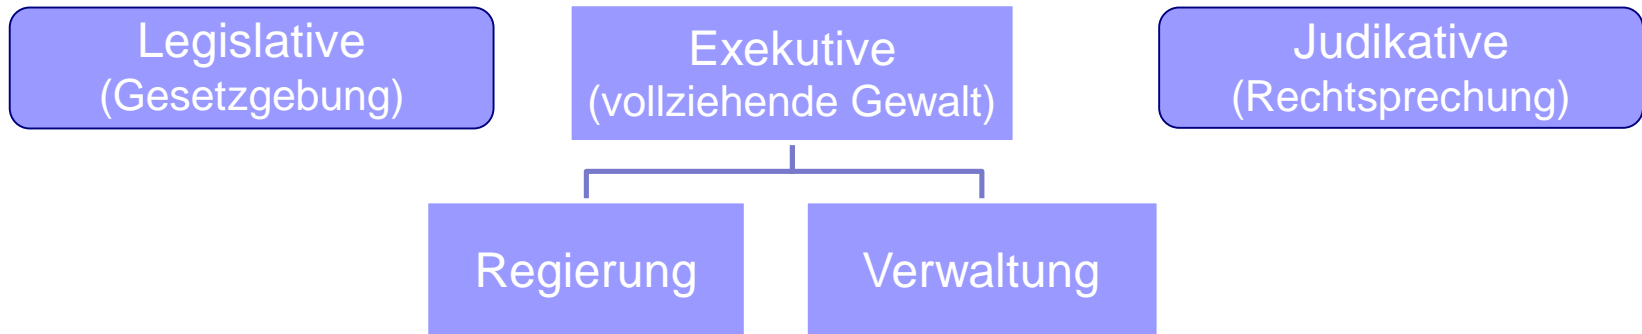 Legislative
(Gesetzgebung)
Exekutive
(vollziehende Gewalt)
Judikative
(Rechtsprechung)
Regierung
Verwaltung